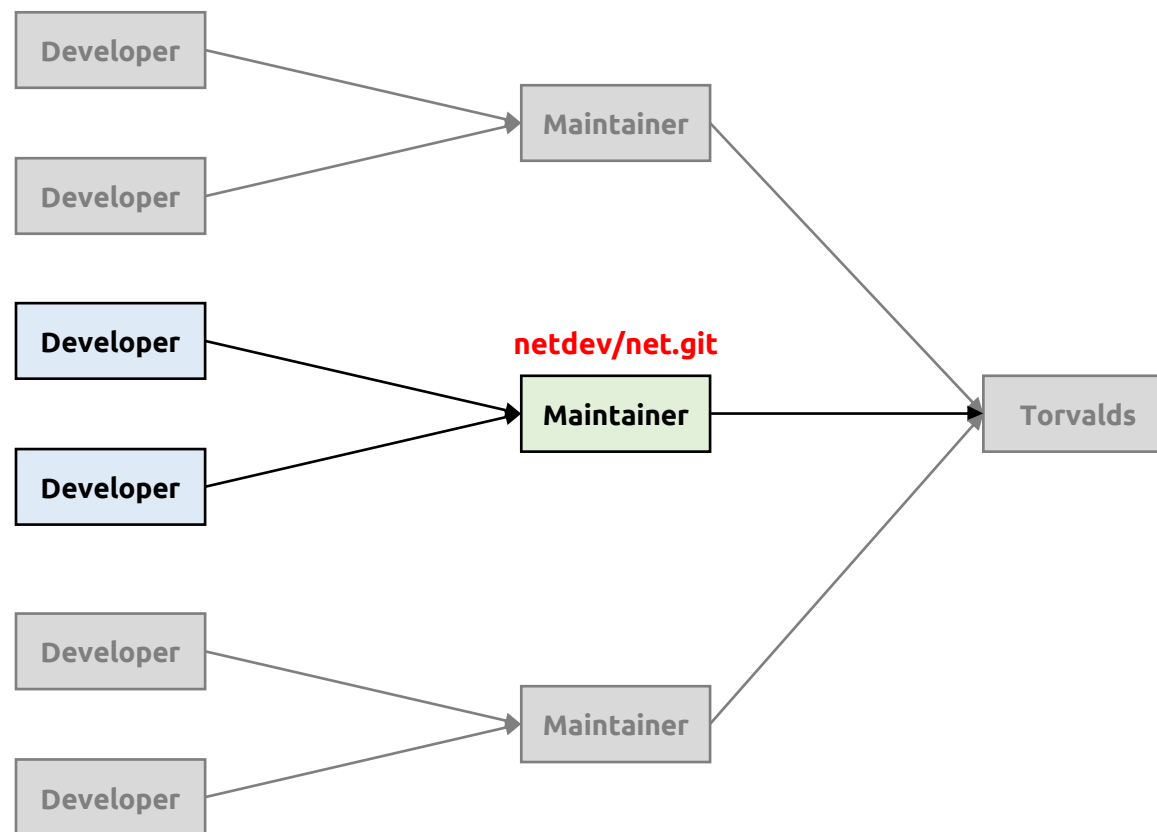 Developer
Maintainer
Developer
Developer
netdev/net.git
Maintainer
Torvalds
Developer
Developer
Maintainer
Developer